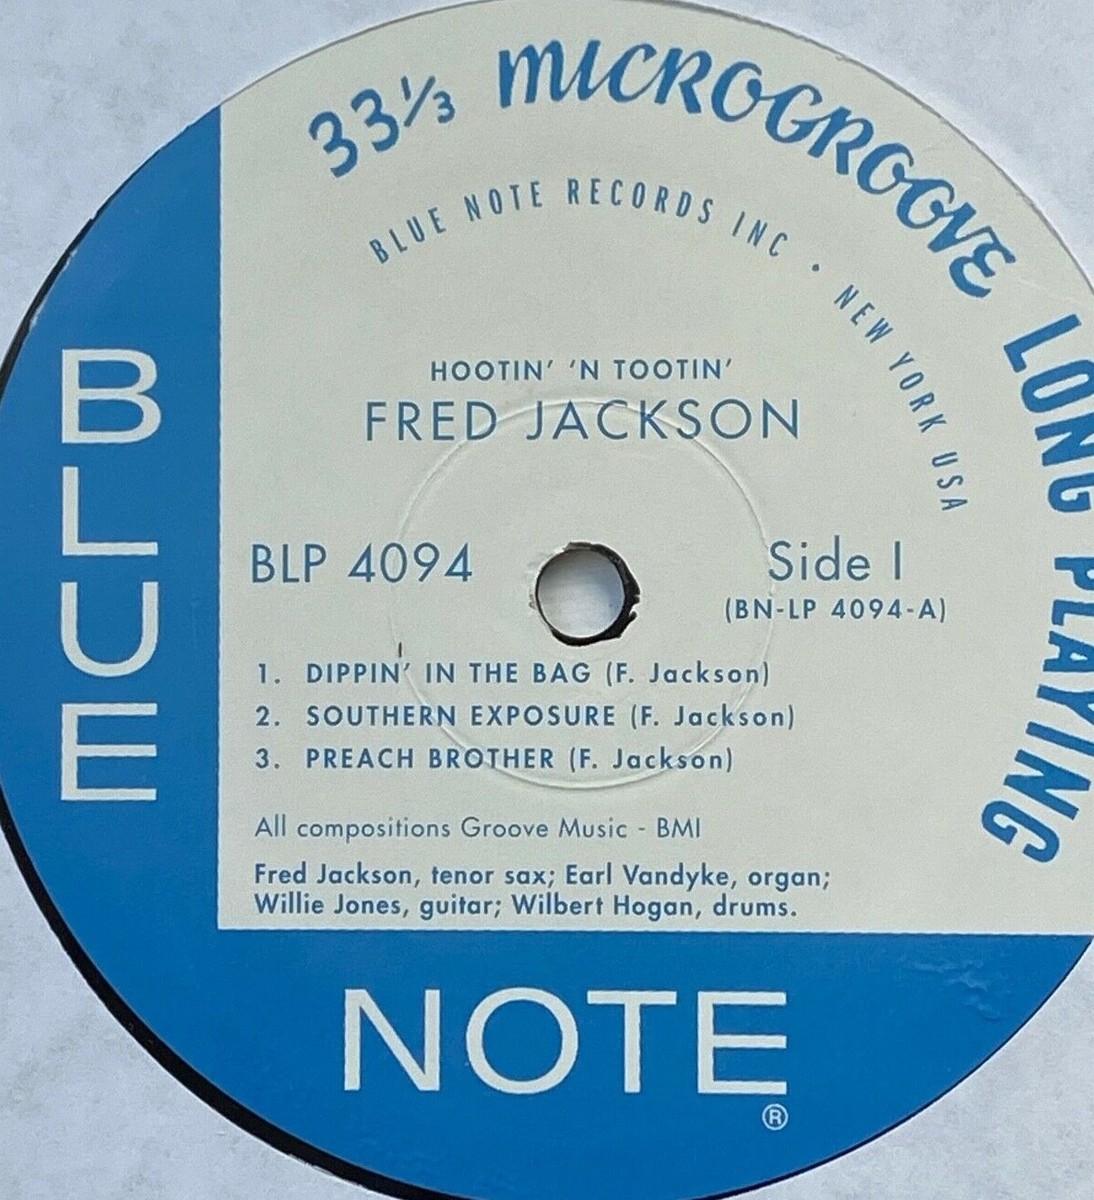 33⅓ MICROGROOVE LONG PLAYING
BLUE NOTE RECORDS INC • NEW YORK USA
HOOTIN’ ‘N TOOTIN’
FRED JACKSON
BLP 4094
Side I
(BN-LP 4094-A)
1. DIPPIN’ IN THE BAG (F. Jackson)
2. SOUTHERN EXPOSURE (F. Jackson)
3. PREACH BROTHER (F. Jackson)
All compositions Groove Music - BMI
Fred Jackson, tenor sax; Earl Vandyke, organ;
Willie Jones, guitar; Wilbert Hogan, drums.
BLUE
NOTE
®